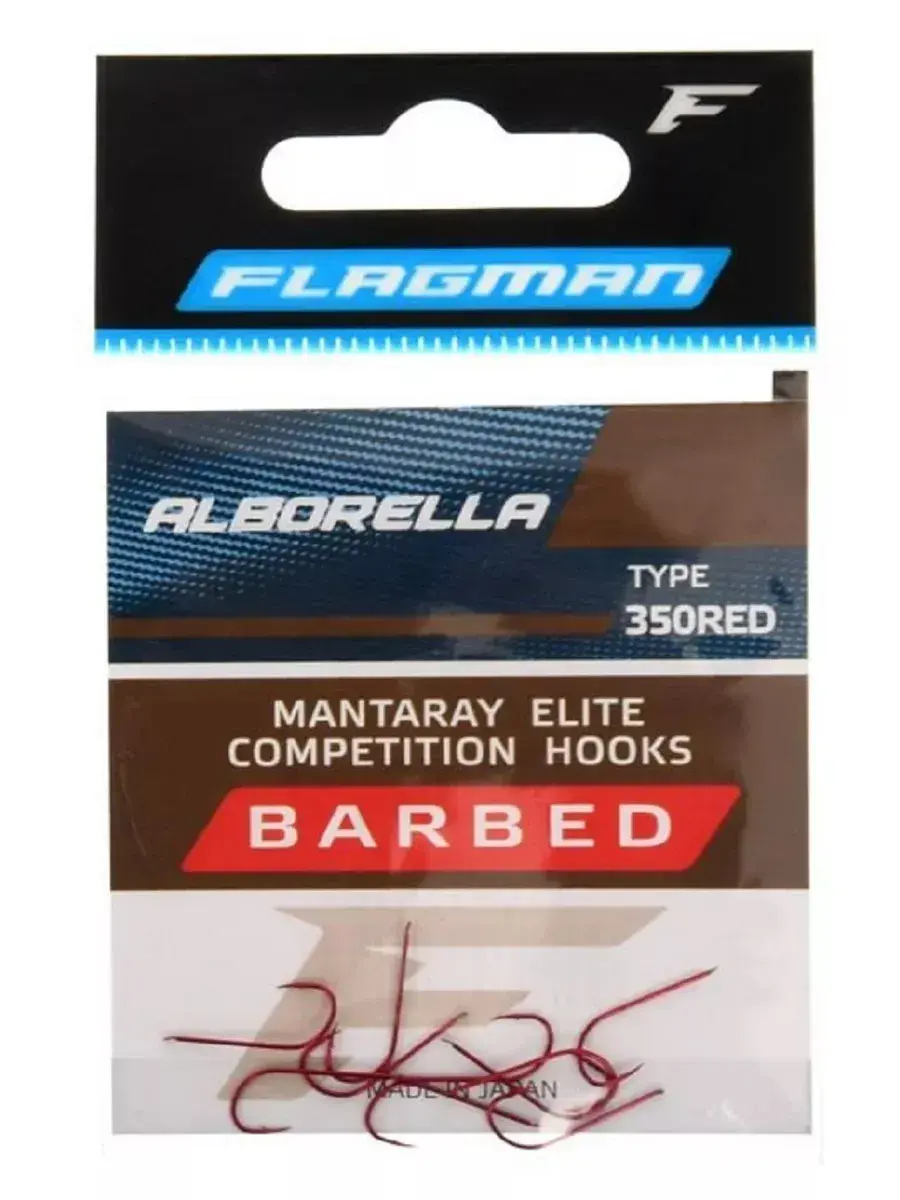 F
FLAGMAN
ALBORELLA
TYPE
350RED
MANTARAY ELITE
COMPETITION HOOKS
BARBED
F
MADE IN JAPAN